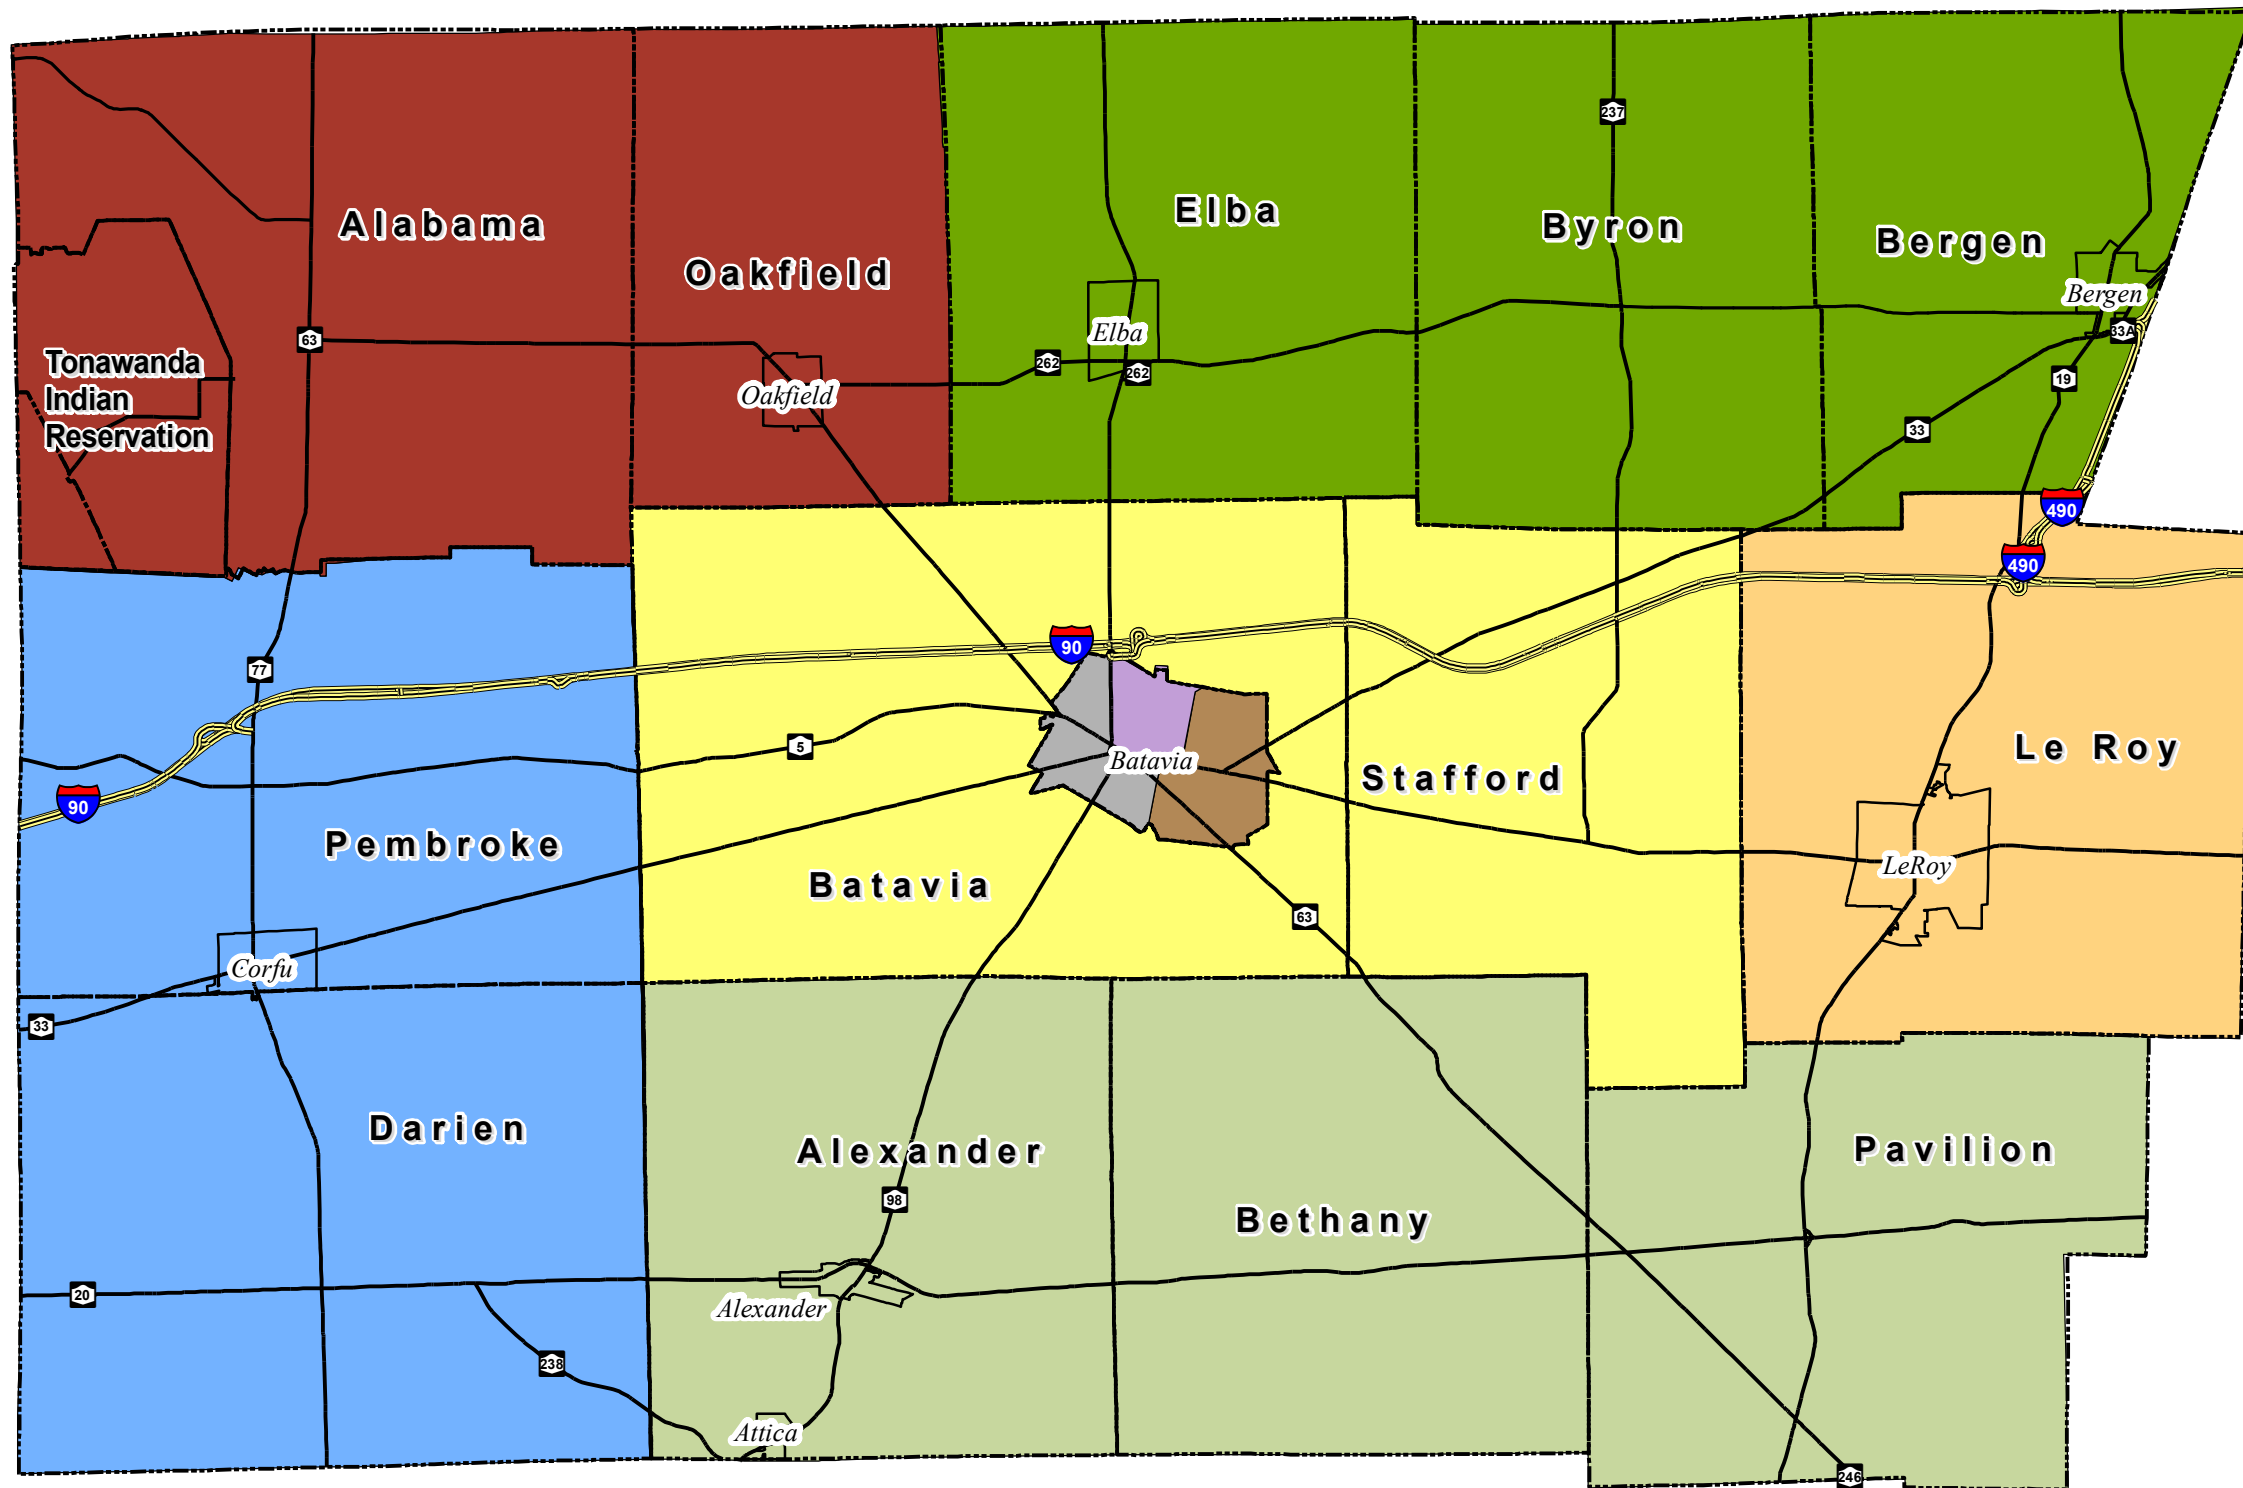 237
Elba
Alabama
Byron
Bergen
Oakfield
Bergen
Elba
33A
63
Tonawanda
Indian
Reservation
262
262
19
Oakfield
33
490
490
90
77
5
Batavia
Le Roy
Stafford
90
Pembroke
Batavia
LeRoy
63
Corfu
33
Darien
Alexander
Pavilion
98
Bethany
20
Alexander
238
Attica
246